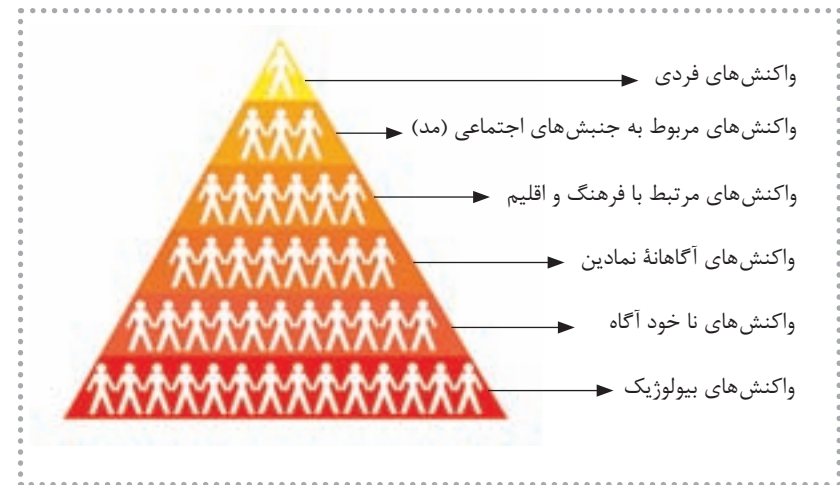 واکنش‌های فردی
واکنش‌های مربوط به جنبش‌های اجتماعی (مد)
واکنش‌های مرتبط با فرهنگ و اقلیم
واکنش‌های آگاهانهٔ نمادین
واکنش‌های نا خود آگاه
واکنش‌های بیولوژیک